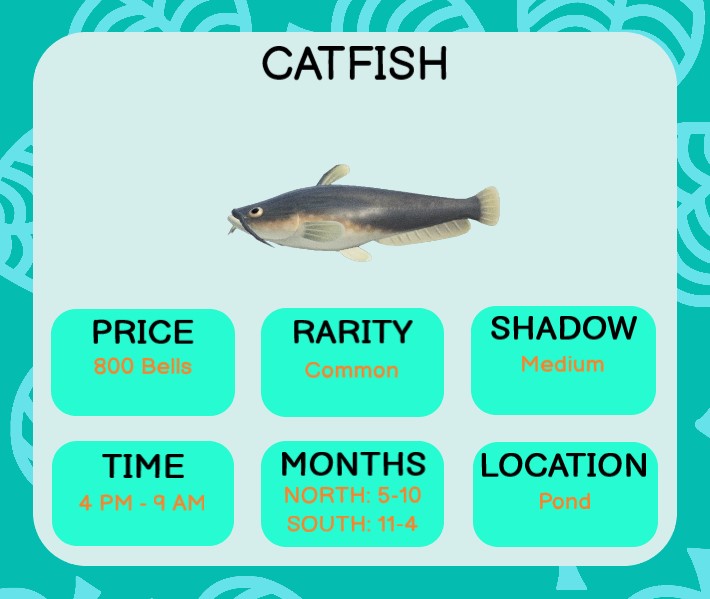 CATFISH
PRICE
800 Bells
RARITY
Common
SHADOW
Medium
TIME
4 PM - 9 AM
MONTHS
NORTH: 5-10
SOUTH: 11-4
LOCATION
Pond